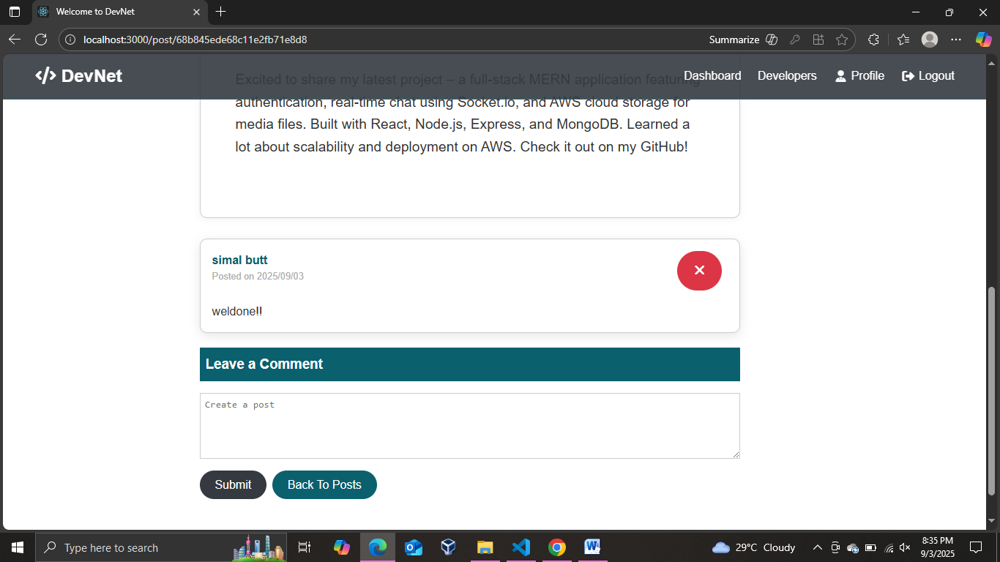 Welcome to DevNet
localhost:3000/post/68b845ede68c11e2fb71e8d8
Summarize
</> DevNet
Dashboard
Developers
Profile
Logout
Excited to share my latest project – a full-stack MERN application featuring
authentication, real-time chat using Socket.io, and AWS cloud storage for
media files. Built with React, Node.js, Express, and MongoDB. Learned a
lot about scalability and deployment on AWS. Check it out on my GitHub!
simal butt
Posted on 2025/09/03
weldone!!
Leave a Comment
Create a post
Submit
Back To Posts
Type here to search
29°C Cloudy
8:35 PM
9/3/2025